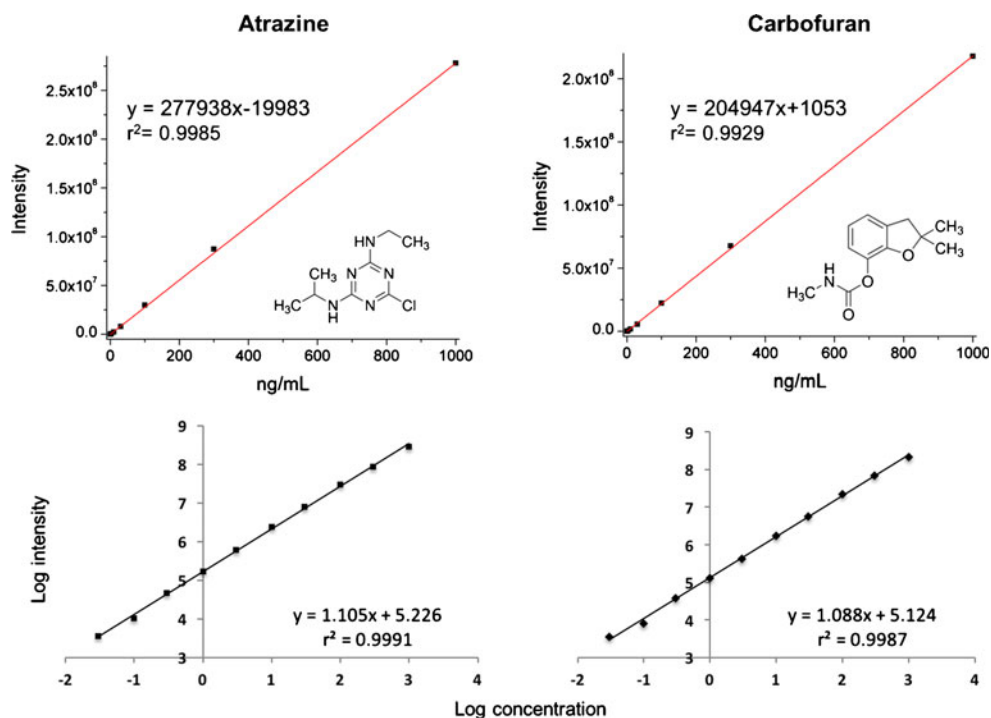 Atrazine
2.5x10⁸
2.0x10⁸
1.5x10⁸
1.0x10⁸
5.0x10⁷
0.0
Intensity
y = 277938x-19983
r²= 0.9985
HN
CH₃
CH₃
N
N
H₃C
N
H
N
Cl
0 200 400 600 800 1000
ng/mL
Carbofuran
2.0x10⁸
1.5x10⁸
1.0x10⁸
5.0x10⁷
0.0
Intensity
y = 204947x+1053
r²= 0.9929
CH₃
CH₃
O
H
N
O
H₃C
O
0 200 400 600 800 1000
ng/mL
9
8
7
6
5
4
3
Log intensity
y = 1.105x + 5.226
r² = 0.9991
-2 -1 0 1 2 3 4
9
8
7
6
5
4
3
y = 1.088x + 5.124
r² = 0.9987
-2 -1 0 1 2 3 4
Log concentration